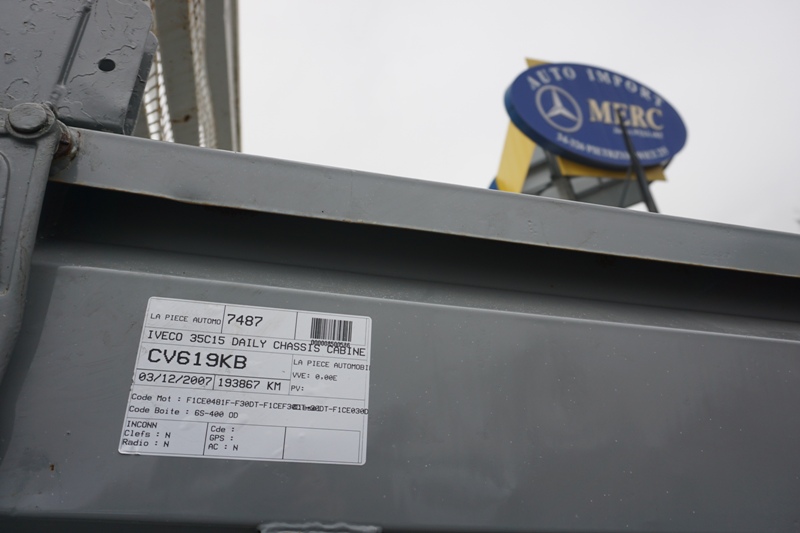 AUTO IMPORT
MERC
LA PIECE AUTOMO 7487
IVECO 35C15 DAILY CHASSIS CABINE
CV619KB
LA PIECE AUTOMOBI
VVE: 0.00E
03/12/2007 193867 KM
PV:
Code Mot : F1CE0481F-F30DT-F1CEF30
DT-F1CE030D
Code Boite : 6S-400 OD
INCONN
Clefs : N
Radio : N
Cde :
GPS :
AC : N